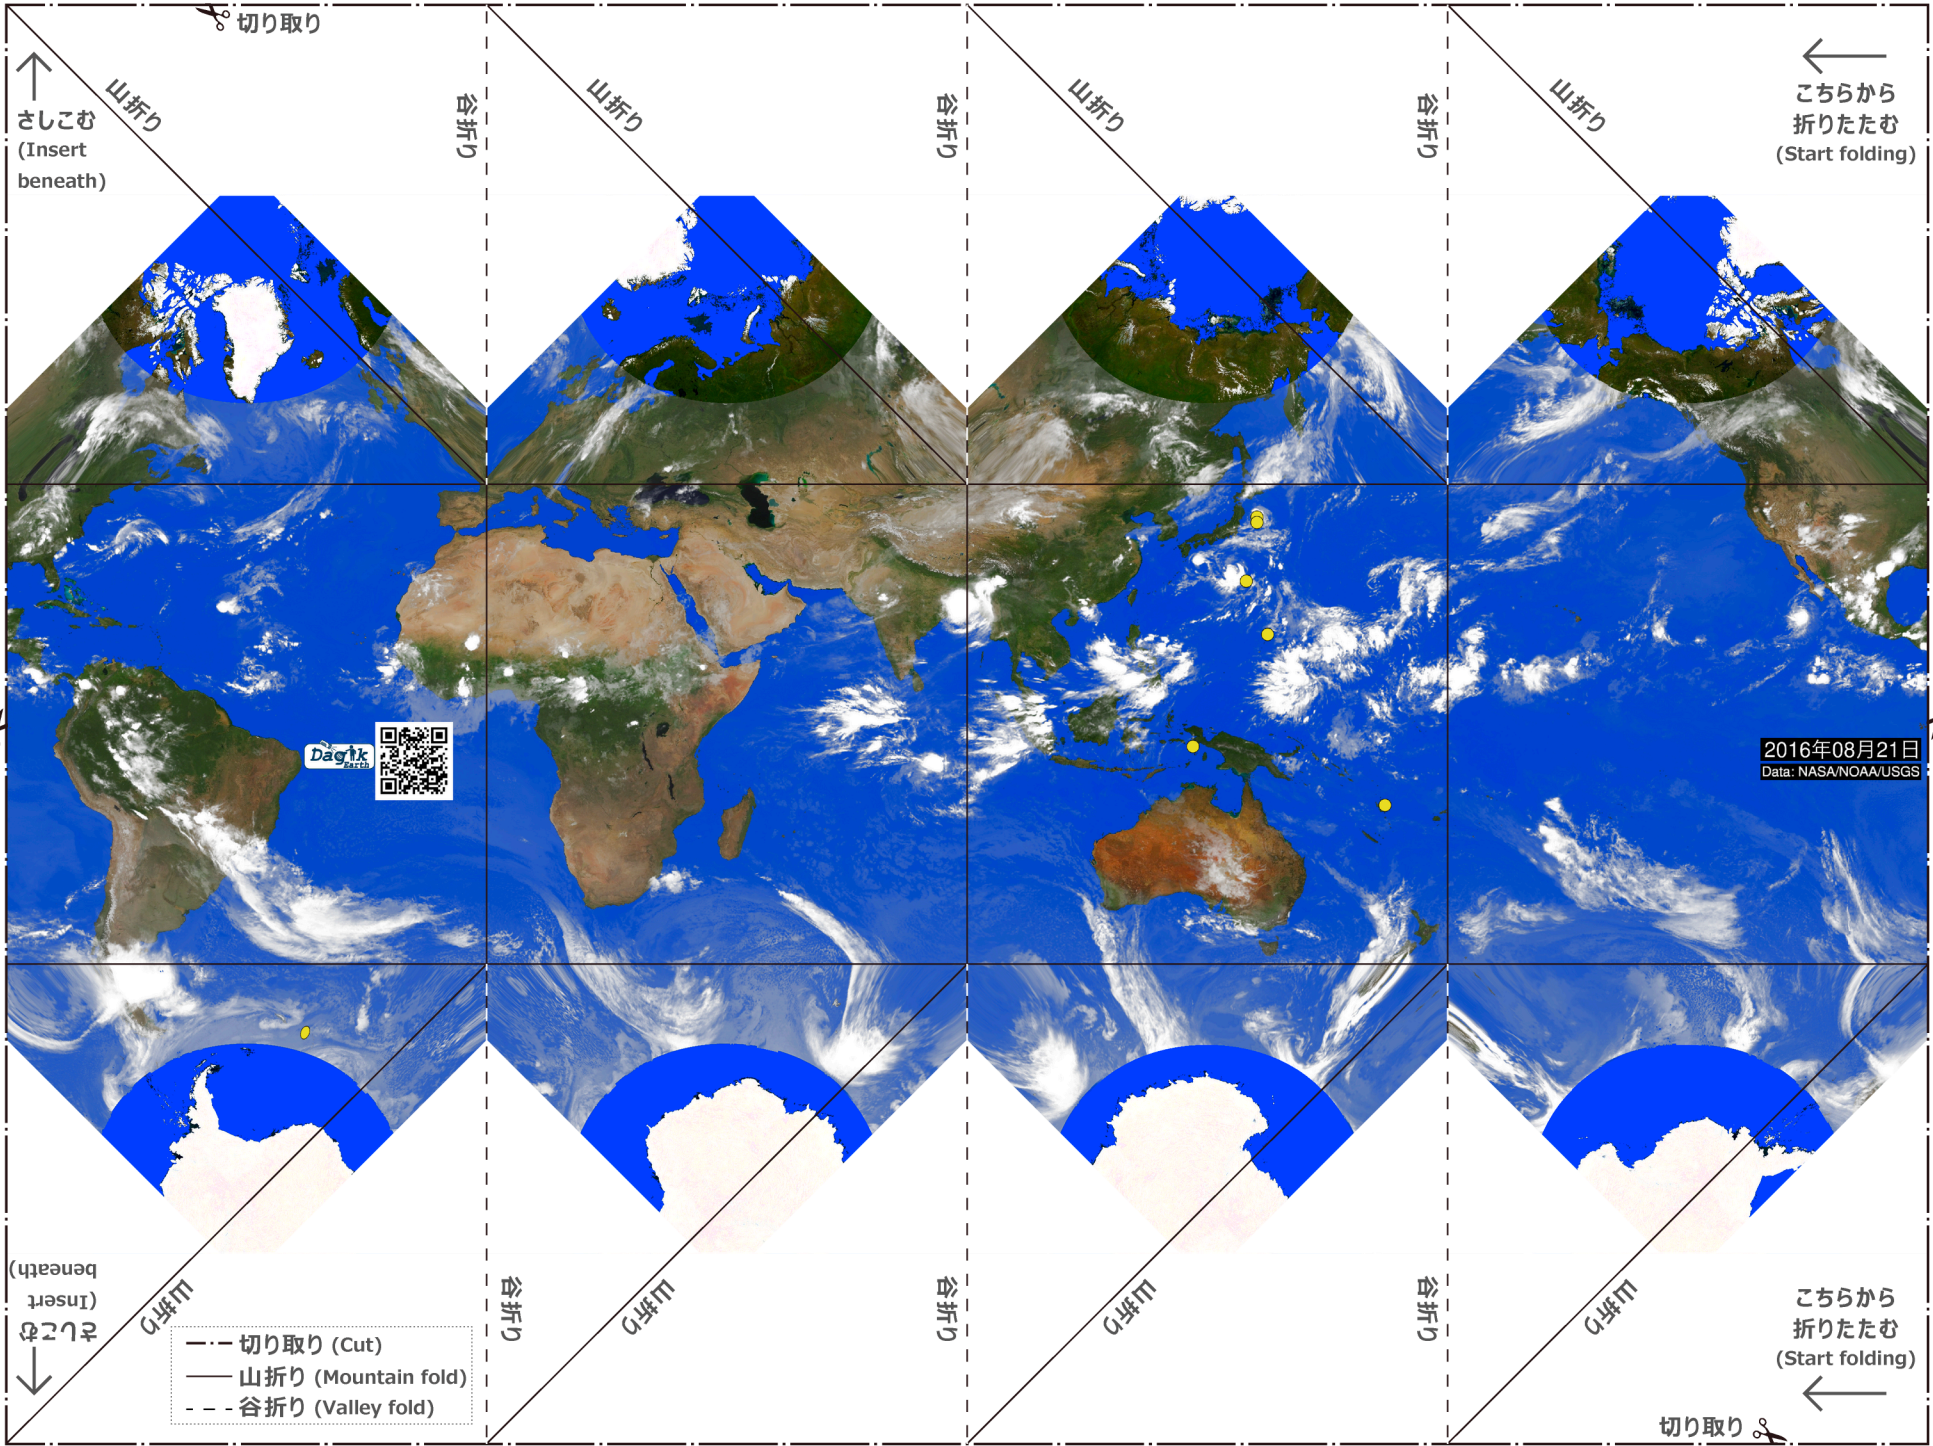 切り取り
山折り
谷折り
山折り
谷折り
山折り
谷折り
山折り
さしこむ
(Insert
beneath)
こちらから
折りたたむ
(Start folding)
Dagik
Earth
2016年08月21日
Data: NASA/NOAA/USGS
さしこむ
(Insert
beneath)
山折り
谷折り
山折り
谷折り
山折り
谷折り
山折り
こちらから
折りたたむ
(Start folding)
切り取り (Cut)
山折り (Mountain fold)
谷折り (Valley fold)
切り取り